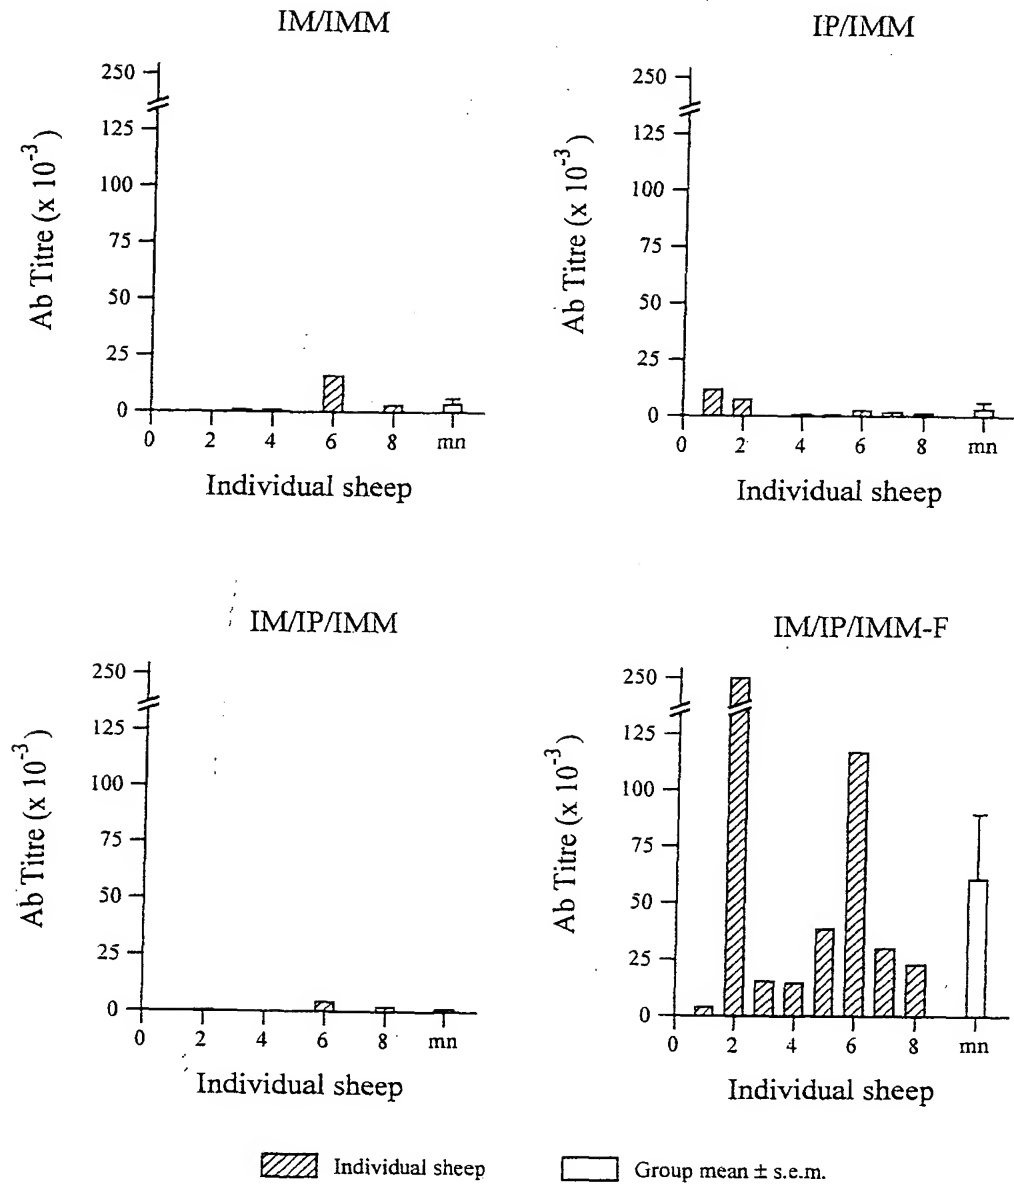 IM/IMM
250
125
100
75
50
25
0
Ab Titre (x 10-3)
0 2 4 6 8 mn
Individual sheep
IP/IMM
250
125
100
75
50
25
0
Ab Titre (x 10-3)
0 2 4 6 8 mn
Individual sheep
IM/IP/IMM
250
125
100
75
50
25
0
Ab Titre (x 10-3)
0 2 4 6 8 mn
Individual sheep
IM/IP/IMM-F
250
125
100
75
50
25
0
Ab Titre (x 10-3)
0 2 4 6 8 mn
Individual sheep
Individual sheep
Group mean ± s.e.m.